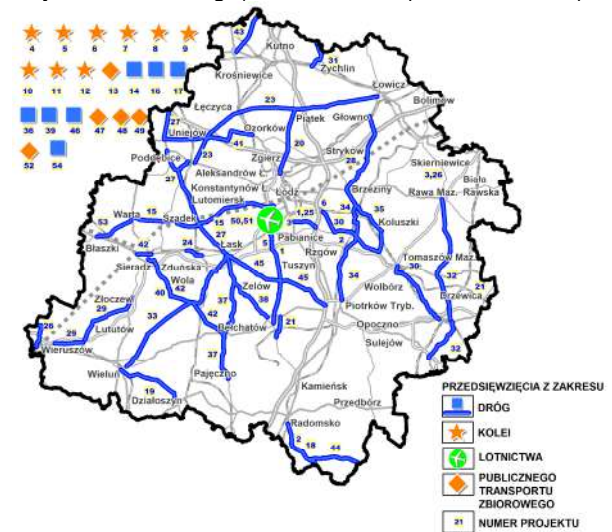 43
Kutno
4 5 6 7 8 9
31
Żychlin
Krośniewice
Łowicz
10 11 12 13 14 16 17
23
Bolimów
Łęczyca
Piątek
Głowno
27
Uniejów
Ozorków
36 39 46 47 48 49
41
20
Stryków
Skierniewice
Poddębice
23
Zgierz
28
3,26
Biała
Rawska
52 54
Aleksandrów Ł.
Rawa Maz.
37
Konstantynów Ł.
Łódź
Brzeziny
Lutomiersk
6
34
35
53
Warta
15
Szadek
15
50,51
1,25
30
Koluszki
3
27
Pabianice
2
Błaszki
42
24
Łask
5
1
Rzgów
Tomaszów Maz.
Sieradz
Zduńska
Wola
45
Tuszyn
30
32
21
40
42
Zelów
45
34
Wolbórz
Drzewica
Złoczew
29
37
38
Piotrków Tryb.
28
33
42
Bełchatów
21
Opoczno
29
Lututów
Sulejów
Wieruszów
32
37
Wieluń
Pajęczno
Kamieńsk
19
Przedbórz
Działoszyn
Radomsko
2
18
44
PRZEDSIĘWZIĘCIA Z ZAKRESU
DRÓG
KOLEI
LOTNICTWA
PUBLICZNEGO
TRANSPORTU
ZBIOROWEGO
21 NUMER PROJEKTU